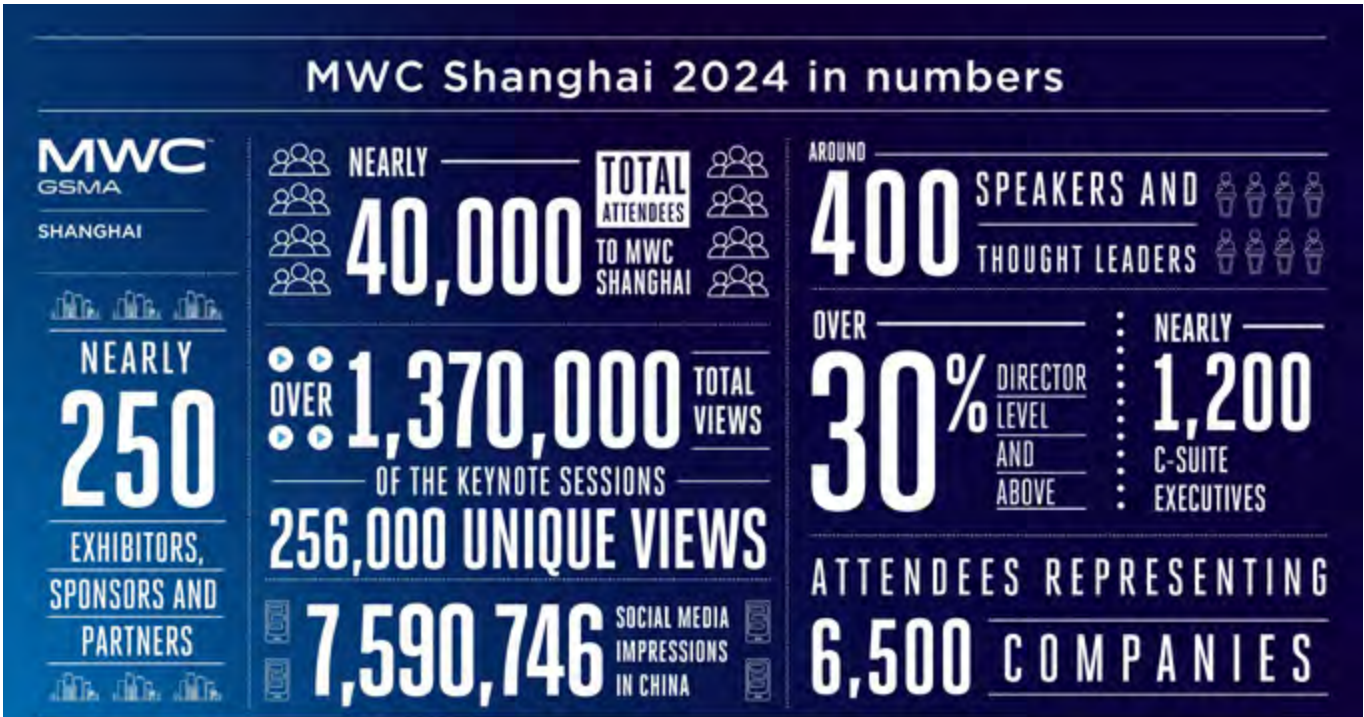 MWC Shanghai 2024 in numbers
MWC™
GSMA
SHANGHAI
NEARLY
250
EXHIBITORS,
SPONSORS AND
PARTNERS
NEARLY
40,000
TOTAL
ATTENDEES
TO MWC
SHANGHAI
OVER
1,370,000
TOTAL
VIEWS
OF THE KEYNOTE SESSIONS
256,000 UNIQUE VIEWS
7,590,746
SOCIAL MEDIA
IMPRESSIONS
IN CHINA
AROUND
400
SPEAKERS AND
THOUGHT LEADERS
OVER
30%
DIRECTOR
LEVEL
AND
ABOVE
NEARLY
1,200
C-SUITE
EXECUTIVES
ATTENDEES REPRESENTING
6,500 COMPANIES